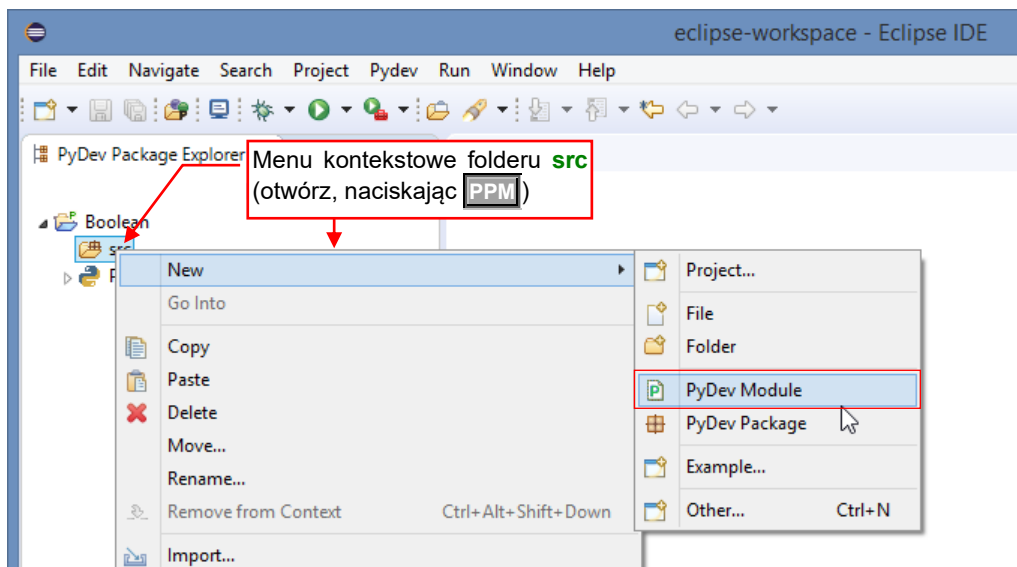 eclipse-workspace - Eclipse IDE
File Edit Navigate Search Project Pydev Run Window Help
PyDev Package Explorer
Menu kontekstowe folderu src
(otwórz, naciskając PPM)
Boolean
src
P
New
Go Into
Copy
Paste
Delete
Move...
Rename...
Remove from Context Ctrl+Alt+Shift+Down
Import...
Project...
File
Folder
PyDev Module
PyDev Package
Example...
Other... Ctrl+N